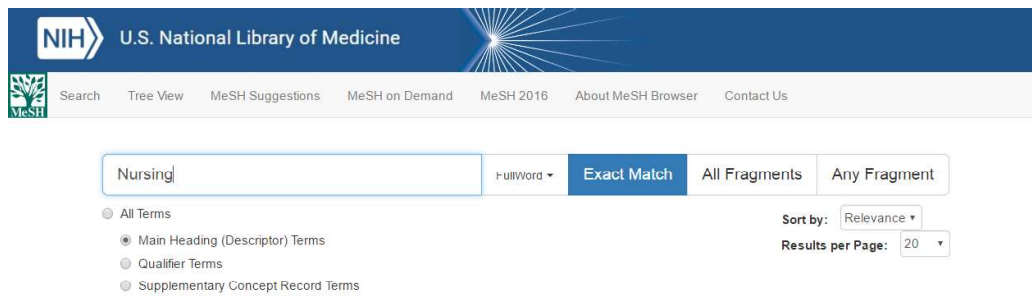 NIH U.S. National Library of Medicine
MeSH Search Tree View MeSH Suggestions MeSH on Demand MeSH 2016 About MeSH Browser Contact Us
Nursing FullWord Exact Match All Fragments Any Fragment
All Terms Sort by: Relevance
Main Heading (Descriptor) Terms Results per Page: 20
Qualifier Terms
Supplementary Concept Record Terms